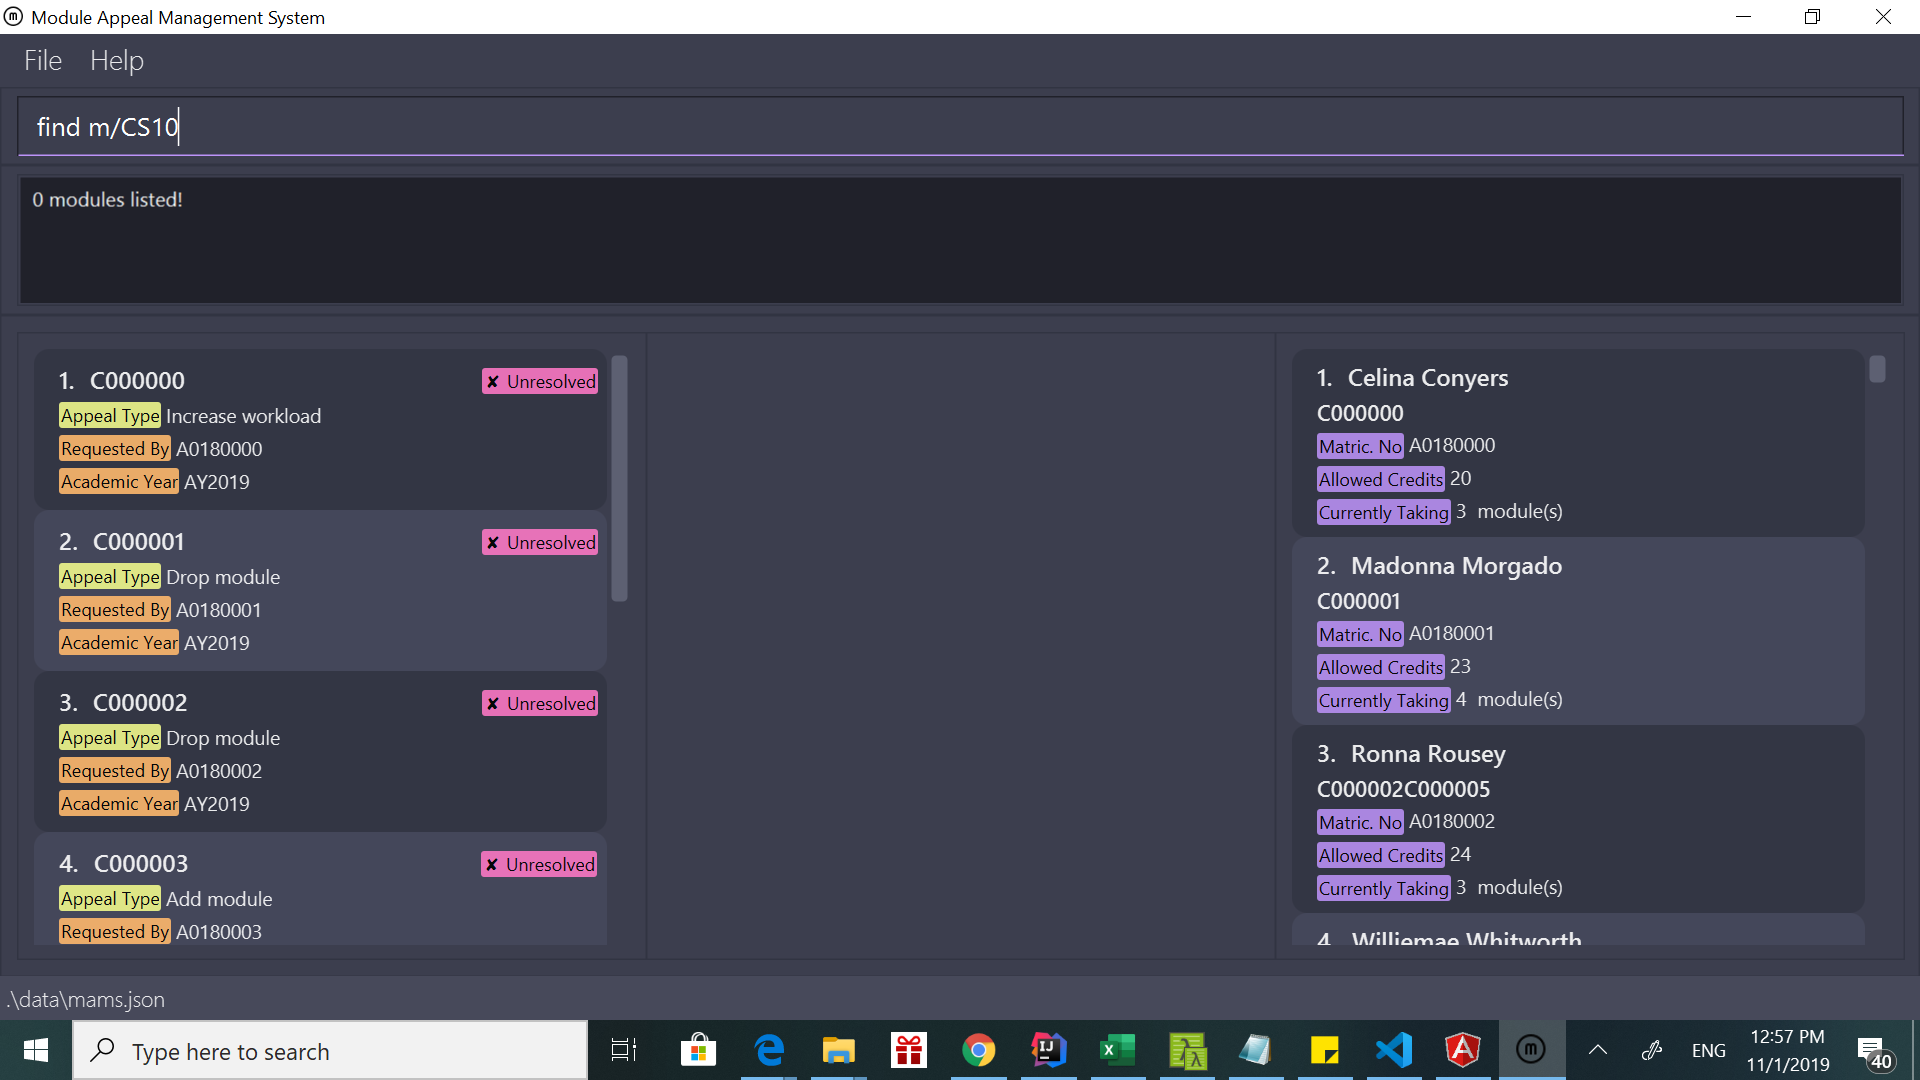 Module Appeal Management System
File Help
find m/CS10
0 modules listed!
1. C000000
✘ Unresolved
Appeal Type Increase workload
Requested By A0180000
Academic Year AY2019
2. C000001
✘ Unresolved
Appeal Type Drop module
Requested By A0180001
Academic Year AY2019
3. C000002
✘ Unresolved
Appeal Type Drop module
Requested By A0180002
Academic Year AY2019
4. C000003
✘ Unresolved
Appeal Type Add module
Requested By A0180003
1. Celina Conyers
C000000
Matric. No A0180000
Allowed Credits 20
Currently Taking 3 module(s)
2. Madonna Morgado
C000001
Matric. No A0180001
Allowed Credits 23
Currently Taking 4 module(s)
3. Ronna Rousey
C000002C000005
Matric. No A0180002
Allowed Credits 24
Currently Taking 3 module(s)
4. Williemae Whitworth
.\data\mams.json
Type here to search
ENG
12:57 PM
11/1/2019
40